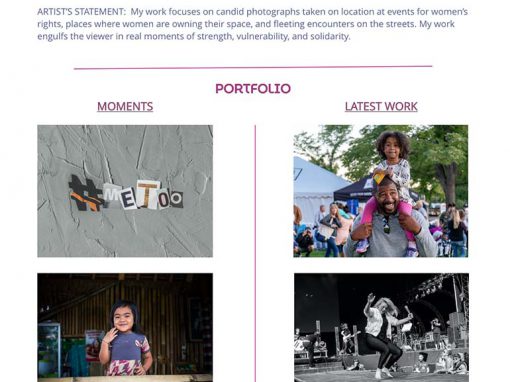 ARTIST'S STATEMENT: My work focuses on candid photographs taken on location at events for women's
rights, places where women are owning their space, and fleeting encounters on the streets. My work
engulfs the viewer in real moments of strength, vulnerability, and solidarity.
PORTFOLIO
MOMENTS
LATEST WORK
#MeToo